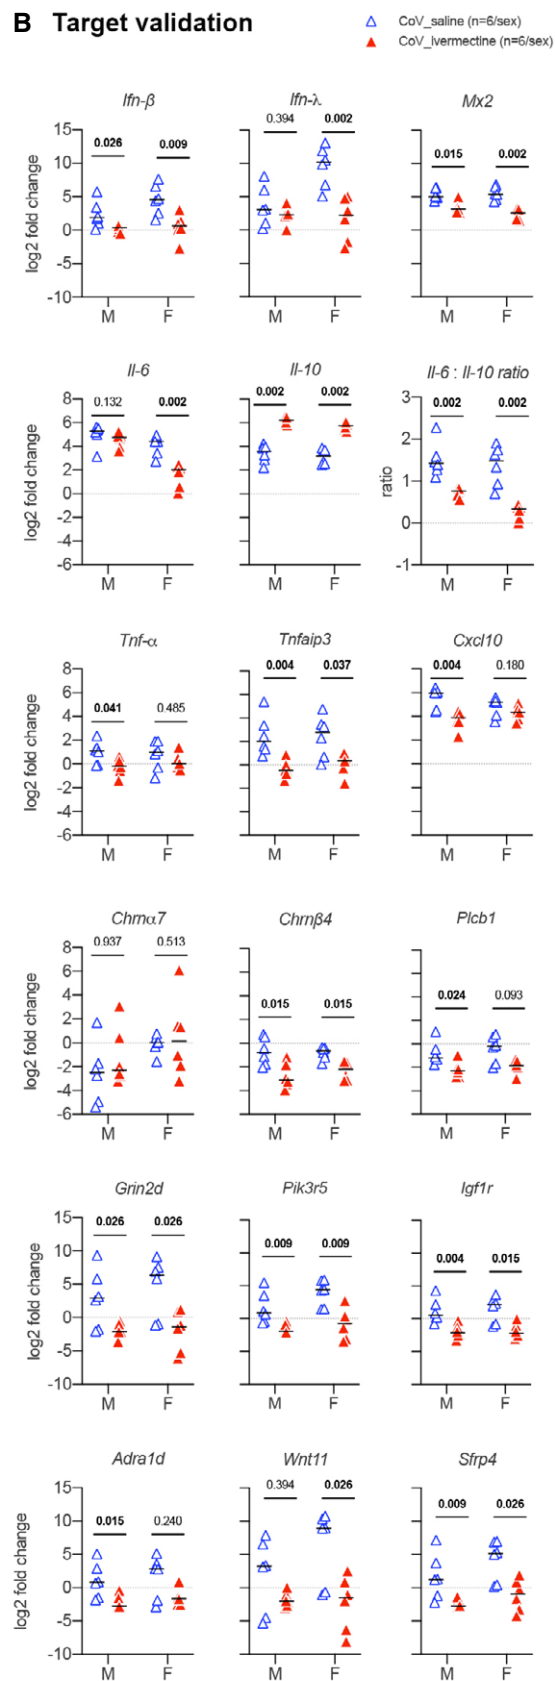 B Target validation
CoV_saline (n=6/sex)
CoV_Ivermectine (n=6/sex)
Ifn-β Ifn-λ Mx2
log2 fold change
15
10
5
0
-5
-10
0.026 0.009 0.394 0.002 0.015 0.002
M F M F M F
Il-6 Il-10 Il-6 : Il-10 ratio
log2 fold change
8
6
4
2
0
-2
-4
-6
0.132 0.002 0.002 0.002 0.002 0.002
ratio
3
2
1
0
-1
M F M F M F
Tnf-α Tnfaip3 Cxcl10
log2 fold change
8
6
4
2
0
-2
-4
-6
0.041 0.485 0.004 0.037 0.004 0.180
M F M F M F
Chrnα7 Chrnβ4 Plcb1
log2 fold change
8
6
4
2
0
-2
-4
-6
0.937 0.513 0.015 0.015 0.024 0.093
M F M F M F
Grin2d Pik3r5 Igf1r
log2 fold change
15
10
5
0
-5
-10
0.026 0.026 0.009 0.009 0.004 0.015
M F M F M F
Adra1d Wnt11 Sfrp4
log2 fold change
15
10
5
0
-5
-10
0.015 0.240 0.394 0.026 0.009 0.026
M F M F M F